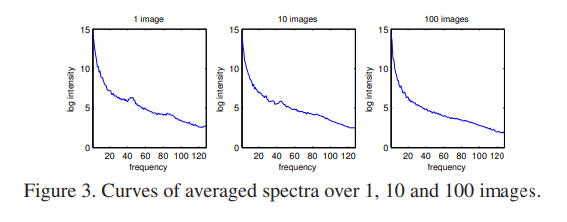 1 image 10 images 100 images
15 15 15
10 10 10
5 5 5
0 0 0
log intensity log intensity log intensity
20 40 60 80 100 120 20 40 60 80 100 120 20 40 60 80 100 120
frequency frequency frequency
Figure 3. Curves of averaged spectra over 1, 10 and 100 images.